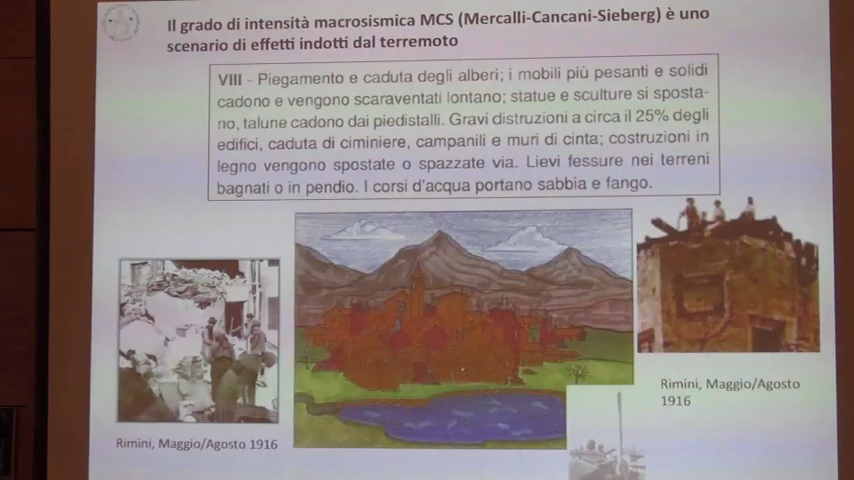 Il grado di intensità macrosismica MCS (Mercalli-Cancani-Sieberg) è uno
scenario di effetti indotti dal terremoto
VIII - Piegamento e caduta degli alberi; i mobili più pesanti e solidi
cadono e vengono scaraventati lontano; statue e sculture si sposta-
no, talune cadono dai piedistalli. Gravi distruzioni a circa il 25% degli
edifici, caduta di ciminiere, campanili e muri di cinta; costruzioni in
legno vengono spostate o spazzate via. Lievi fessure nei terreni
bagnati o in pendio. I corsi d'acqua portano sabbia e fango.
Rimini, Maggio/Agosto
1916
Rimini, Maggio/Agosto 1916